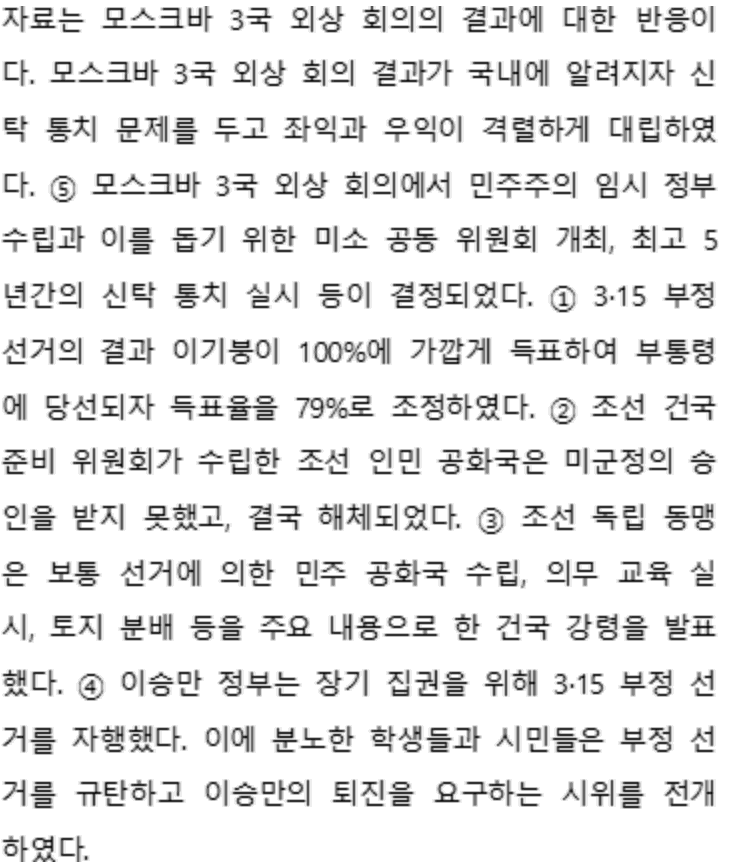 자료는 모스크바 3국 외상 회의의 결과에 대한 반응이
다. 모스크바 3국 외상 회의 결과가 국내에 알려지자 신
탁 통치 문제를 두고 좌익과 우익이 격렬하게 대립하였
다. ⑤ 모스크바 3국 외상 회의에서 민주주의 임시 정부
수립과 이를 돕기 위한 미소 공동 위원회 개최, 최고 5
년간의 신탁 통치 실시 등이 결정되었다. ① 3·15 부정
선거의 결과 이기붕이 100%에 가깝게 득표하여 부통령
에 당선되자 득표율을 79%로 조정하였다. ② 조선 건국
준비 위원회가 수립한 조선 인민 공화국은 미군정의 승
인을 받지 못했고, 결국 해체되었다. ③ 조선 독립 동맹
은 보통 선거에 의한 민주 공화국 수립, 의무 교육 실
시, 토지 분배 등을 주요 내용으로 한 건국 강령을 발표
했다. ④ 이승만 정부는 장기 집권을 위해 3·15 부정 선
거를 자행했다. 이에 분노한 학생들과 시민들은 부정 선
거를 규탄하고 이승만의 퇴진을 요구하는 시위를 전개
하였다.